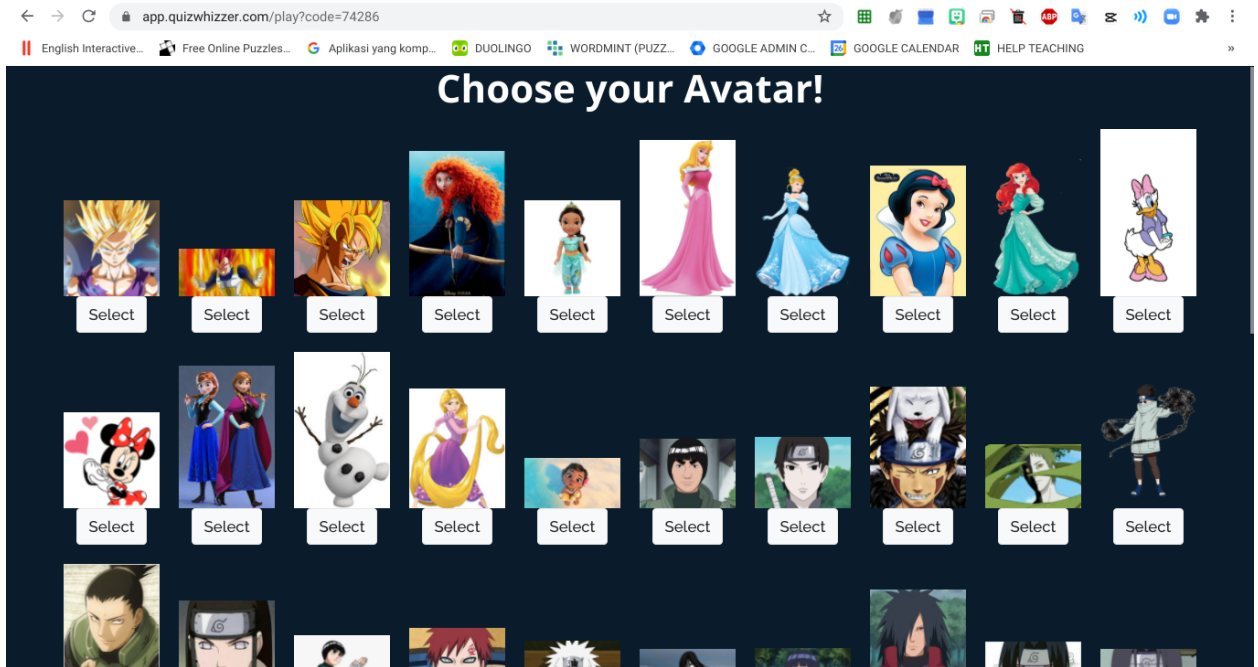 app.quizwhizzer.com/play?code=74286
English Interactive... Free Online Puzzles... Aplikasi yang komp... DUOLINGO WORDMINT (PUZZ... GOOGLE ADMIN C... 26 GOOGLE CALENDAR HT HELP TEACHING »
Choose your Avatar!
Select Select Select Select Select Select Select Select Select Select
Select Select Select Select Select Select Select Select Select Select